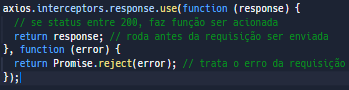 axios.interceptors.response.use(function (response) {
// se status entre 200, faz função ser acionada
return response; // roda antes da requisição ser enviada
}, function (error) {
return Promise.reject(error); // trata o erro da requisição
});